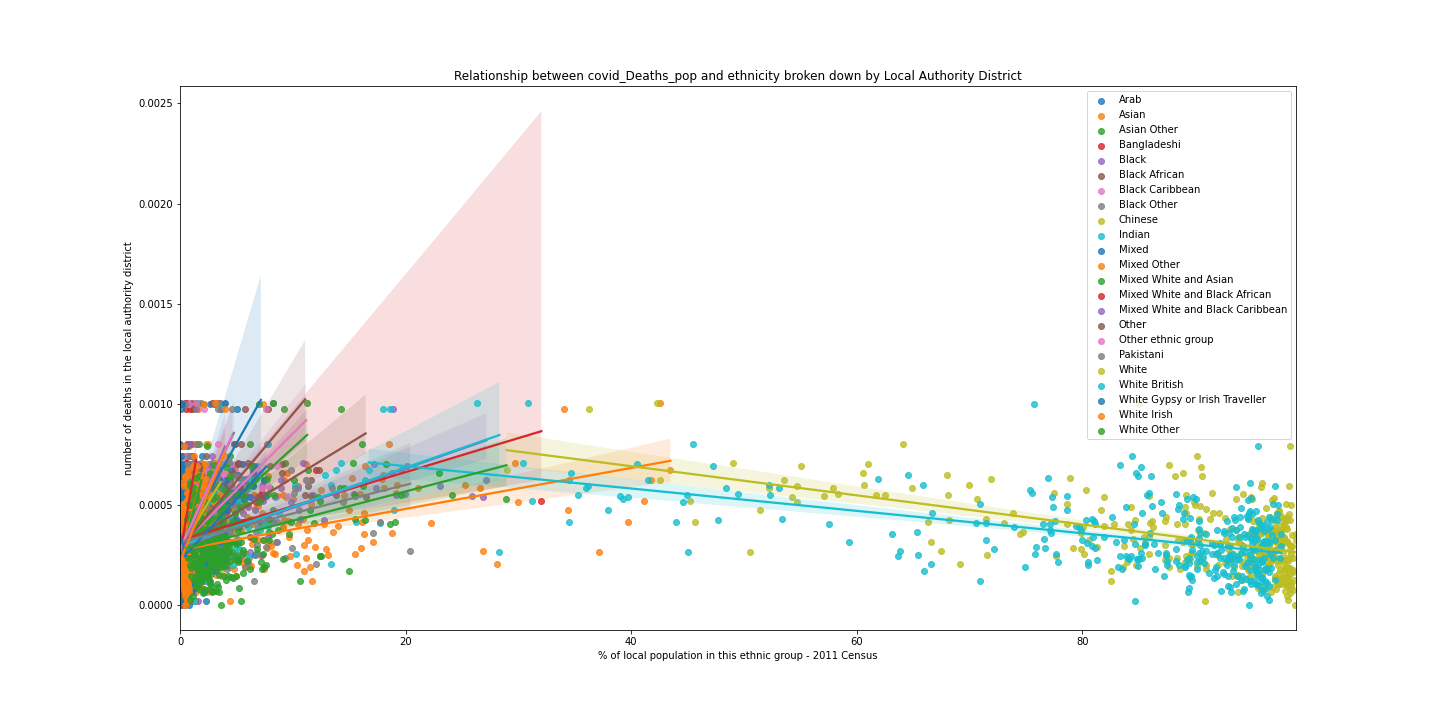 Relationship between covid_Deaths_pop and ethnicity broken down by Local Authority District
number of deaths in the local authority district
0.0025
0.0020
0.0015
0.0010
0.0005
0.0000
0
20
40
60
80
% of local population in this ethnic group - 2011 Census
Arab
Asian
Asian Other
Bangladeshi
Black
Black African
Black Caribbean
Black Other
Chinese
Indian
Mixed
Mixed Other
Mixed White and Asian
Mixed White and Black African
Mixed White and Black Caribbean
Other
Other ethnic group
Pakistani
White
White British
White Gypsy or Irish Traveller
White Irish
White Other